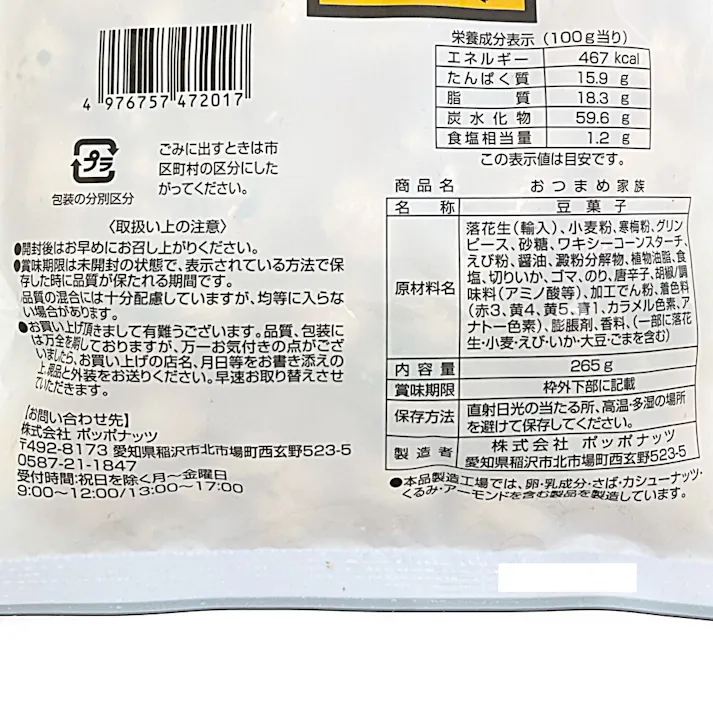 4 976757 472017
プラ
包装の分別区分
ごみに出すときは市
区町村の区分にした
がってください。
〈取扱い上の注意〉
●開封後はお早めにお召し上がりください。
●賞味期限は未開封の状態で、表示されている方法で保
存した時に品質が保たれる期間です。
品質の混合には十分配慮していますが、均等に入らな
い場合があります。
●お買い上げ頂きまして有難うございます。品質、包装に
は万全を期しておりますが、万一お気付きの点がござ
いましたら、お買い上げの店名、月日等をお書き添えの
上、現品と外装をお送りください。早速お取り替えさせ
ていただきます。
【お問い合わせ先】
株式会社 ポッポナッツ
〒492-8173 愛知県稲沢市北市場町西玄野523-5
0587-21-1847
受付時間:祝日を除く月〜金曜日
9:00〜12:00/13:00〜17:00
栄養成分表示(100g当り)
エネルギー 467 kcal
たんぱく質 15.9 g
脂質 18.3 g
炭水化物 59.6 g
食塩相当量 1.2 g
この表示値は目安です。
商品名 おつまめ家族
名称 豆菓子
原材料名
落花生(輸入)、小麦粉、寒梅粉、グリン
ピース、砂糖、ワキシーコーンスターチ、
えび粉、醤油、澱粉分解物、植物油脂、食
塩、切りいか、ゴマ、のり、唐辛子、胡椒/調
味料(アミノ酸等)、加工でん粉、着色料
(赤3、黄4、黄5、青1、カラメル色素、ア
ナトー色素)、膨脹剤、香料、(一部に落花
生・小麦・えび・いか・大豆・ごまを含む)
内容量 265g
賞味期限 枠外下部に記載
保存方法
直射日光の当たる所、高温・多湿の場所
を避けて保存してください。
製造者
株式会社 ポッポナッツ
愛知県稲沢市北市場町西玄野523-5
●本品製造工場では、卵・乳成分・さば・カシューナッツ・
くるみ・アーモンドを含む製品を製造しています。